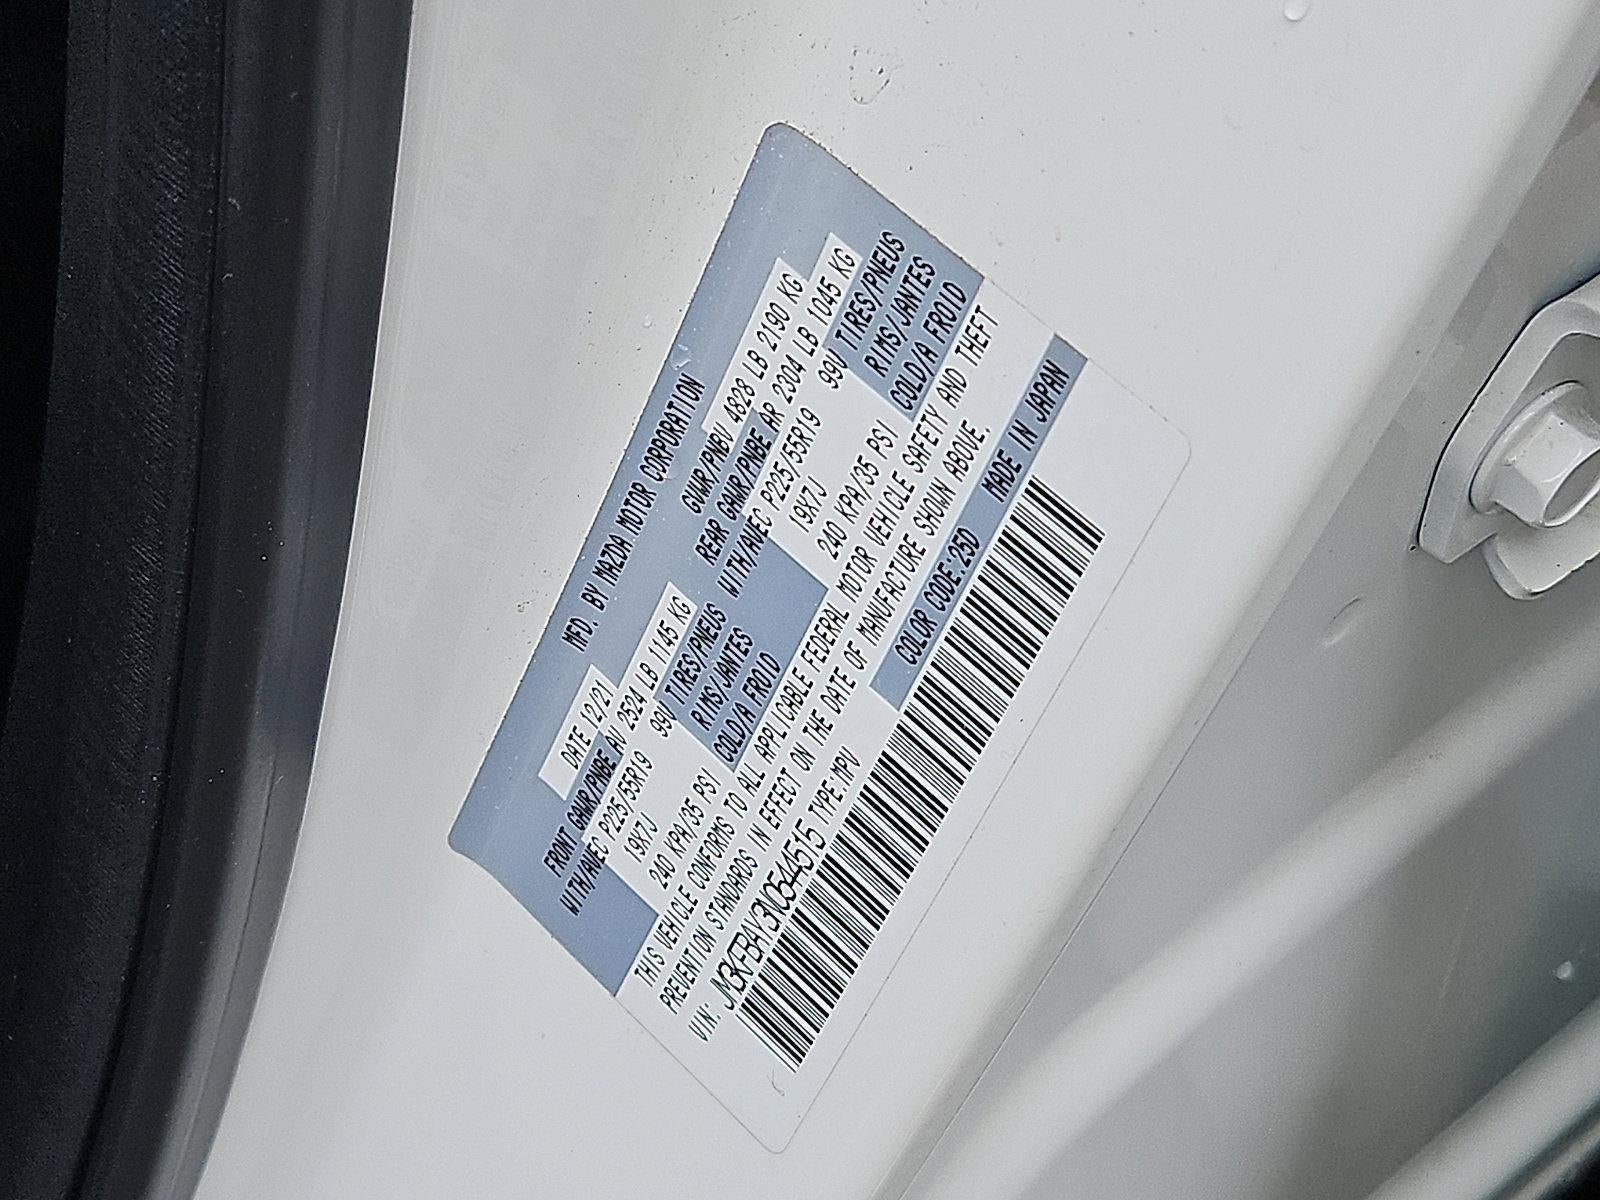 MFD. BY MAZDA MOTOR CORPORATION
DATE 12/21 GVWR/PNBV 4828 LB 2190 KG
FRONT GAWR/PNBE AV 2524 LB 1145 KG REAR GAWR/PNBE AR 2304 LB 1045 KG
WITH/AVEC P225/55R19 99V TIRES/PNEUS WITH/AVEC P225/55R19 99V TIRES/PNEUS
19X7J RIMS/JANTES 19X7J RIMS/JANTES
240 KPA/35 PSI COLD/A FROID 240 KPA/35 PSI COLD/A FROID
THIS VEHICLE CONFORMS TO ALL APPLICABLE FEDERAL MOTOR VEHICLE SAFETY AND THEFT
PREVENTION STANDARDS IN EFFECT ON THE DATE OF MANUFACTURE SHOWN ABOVE.
VIN: JM3KFBAY3N0544515 TYPE:MPV COLOR CODE:25D MADE IN JAPAN